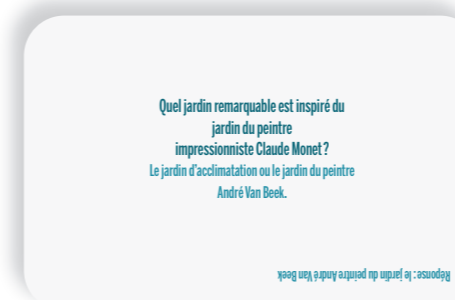 Quel jardin remarquable est inspiré du
jardin du peintre
impressionniste Claude Monet ?
Le jardin d'acclimatation ou le jardin du peintre
André Van Beek.
Réponse : le jardin du peintre André Van Beek